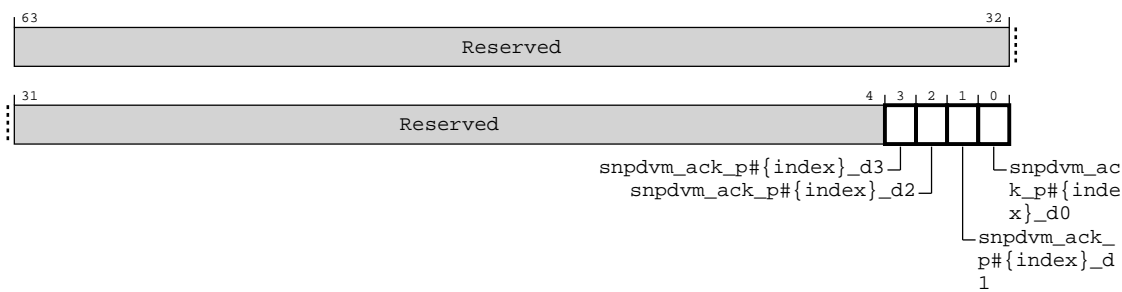 63 32
Reserved
31 4 3 2 1 0
Reserved
snpdvm_ack_p#{index}_d3
snpdvm_ack_p#{index}_d2
snpdvm_ac
k_p#{inde
x}_d0
snpdvm_ack_
p#{index}_d
1